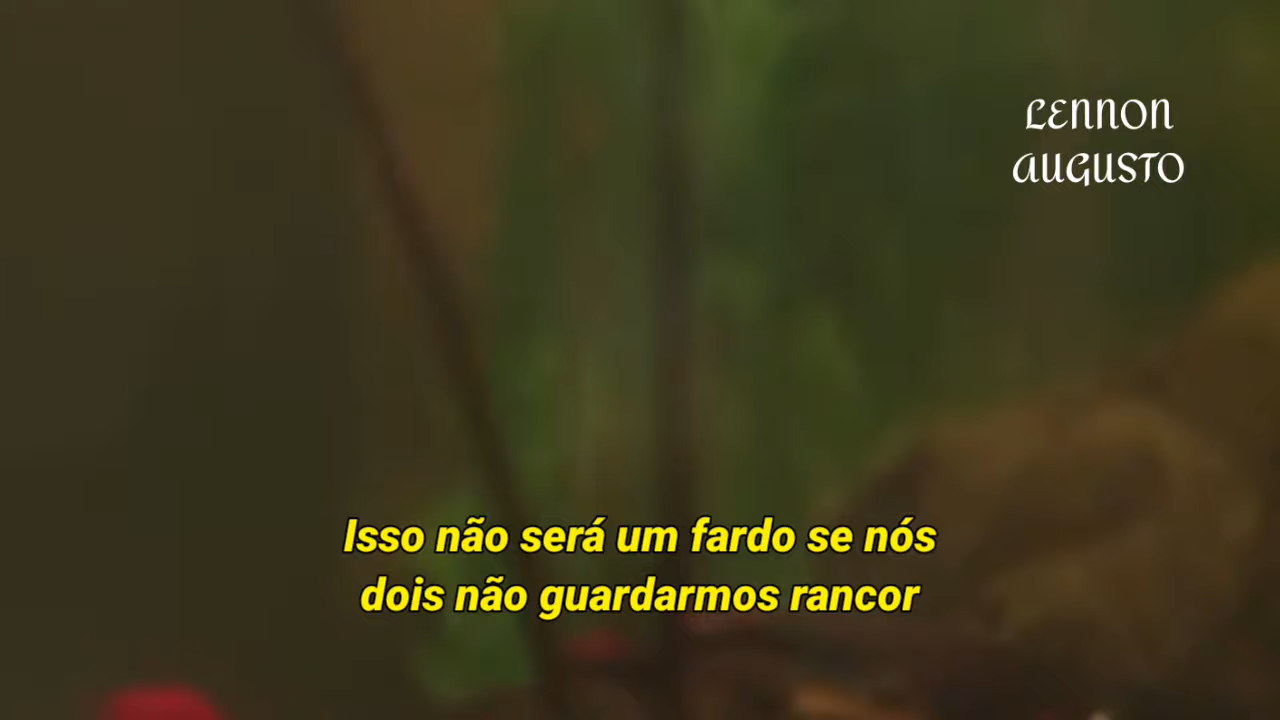 LENNON
AUGUSTO
Isso não será um fardo se nós
dois não guardarmos rancor